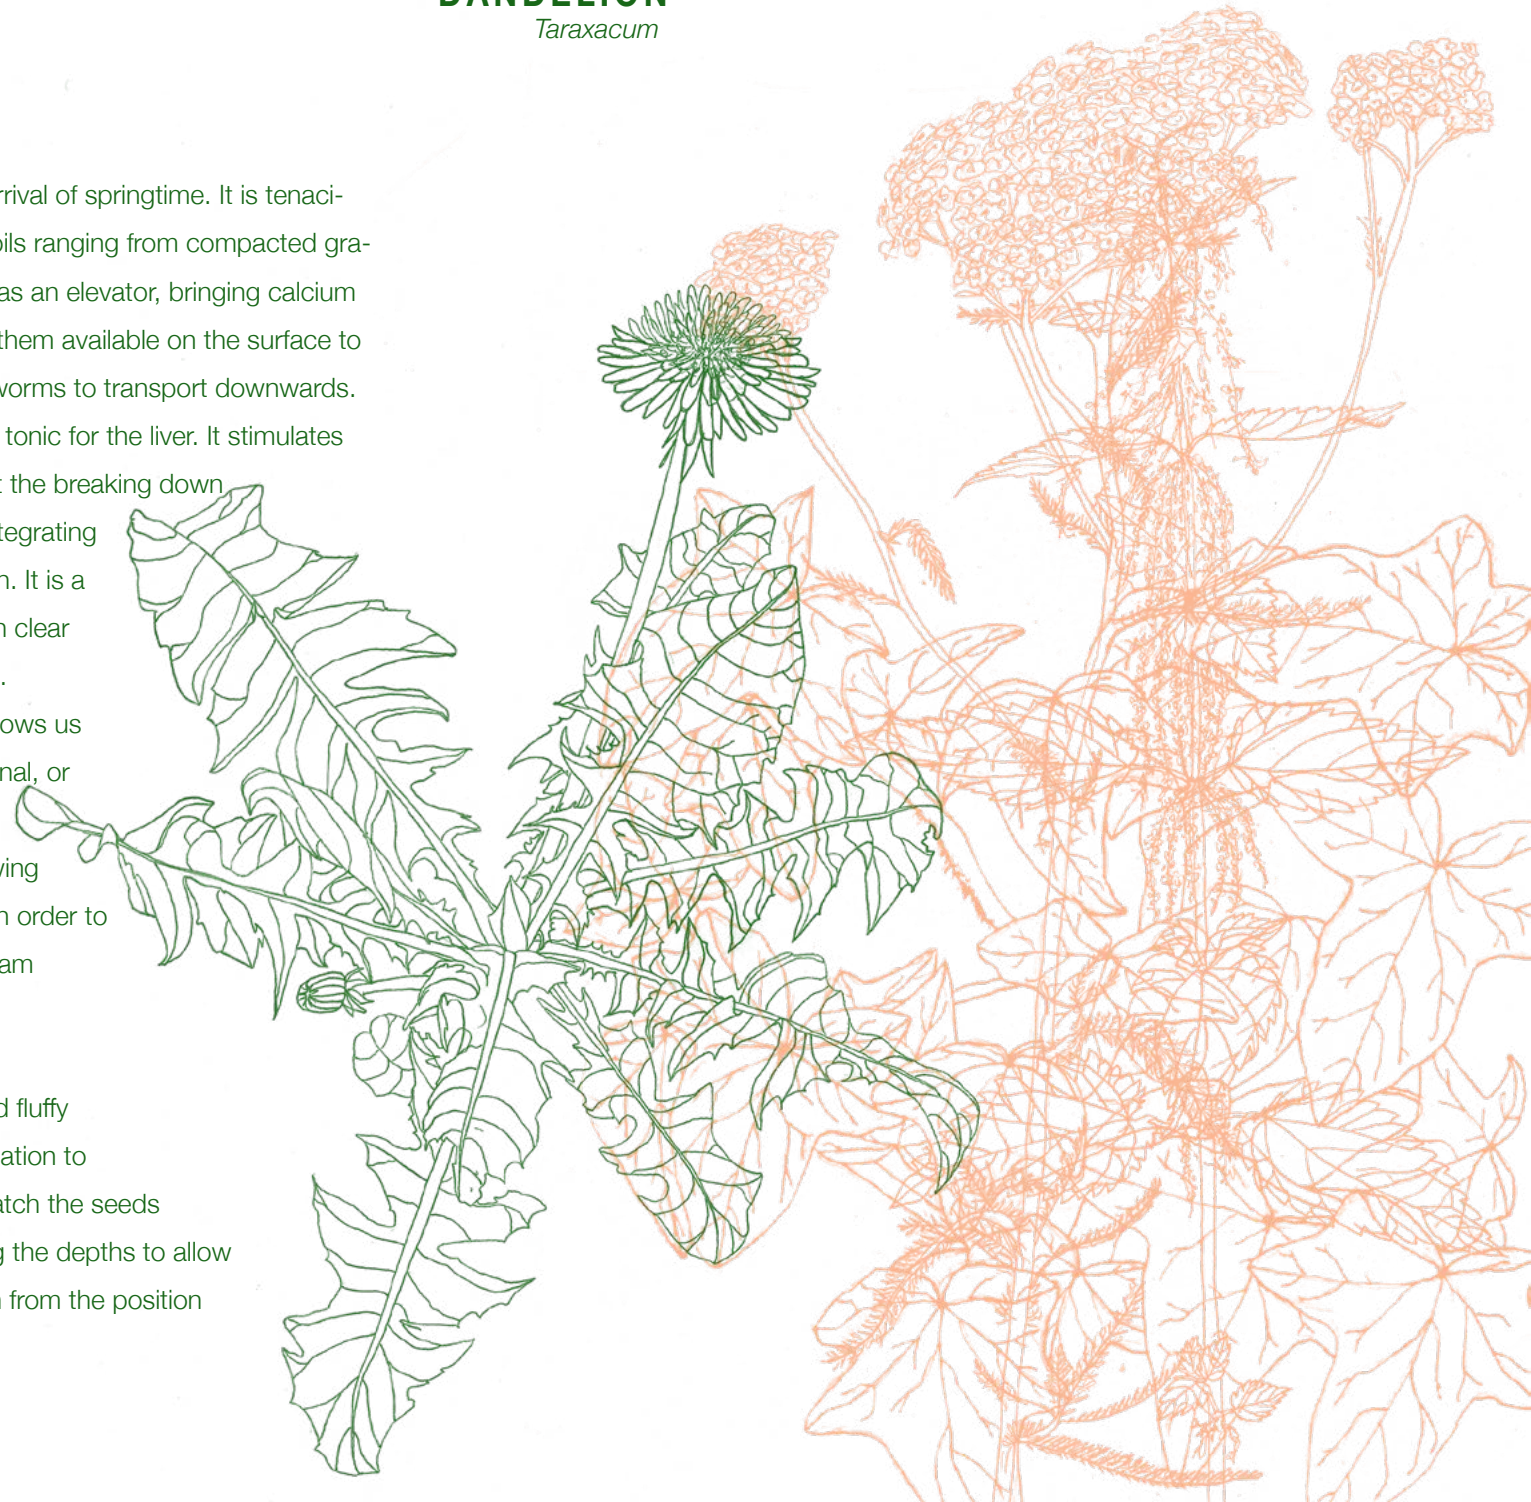 DANDELION
Taraxacum
rrival of springtime. It is tenaci-
oils ranging from compacted gra-
as an elevator, bringing calcium
them available on the surface to
worms to transport downwards.
tonic for the liver. It stimulates
t the breaking down
tegrating
n. It is a
n clear
.
ows us
nal, or
ving
n order to
am
d fluffy
ation to
atch the seeds
g the depths to allow
n from the position